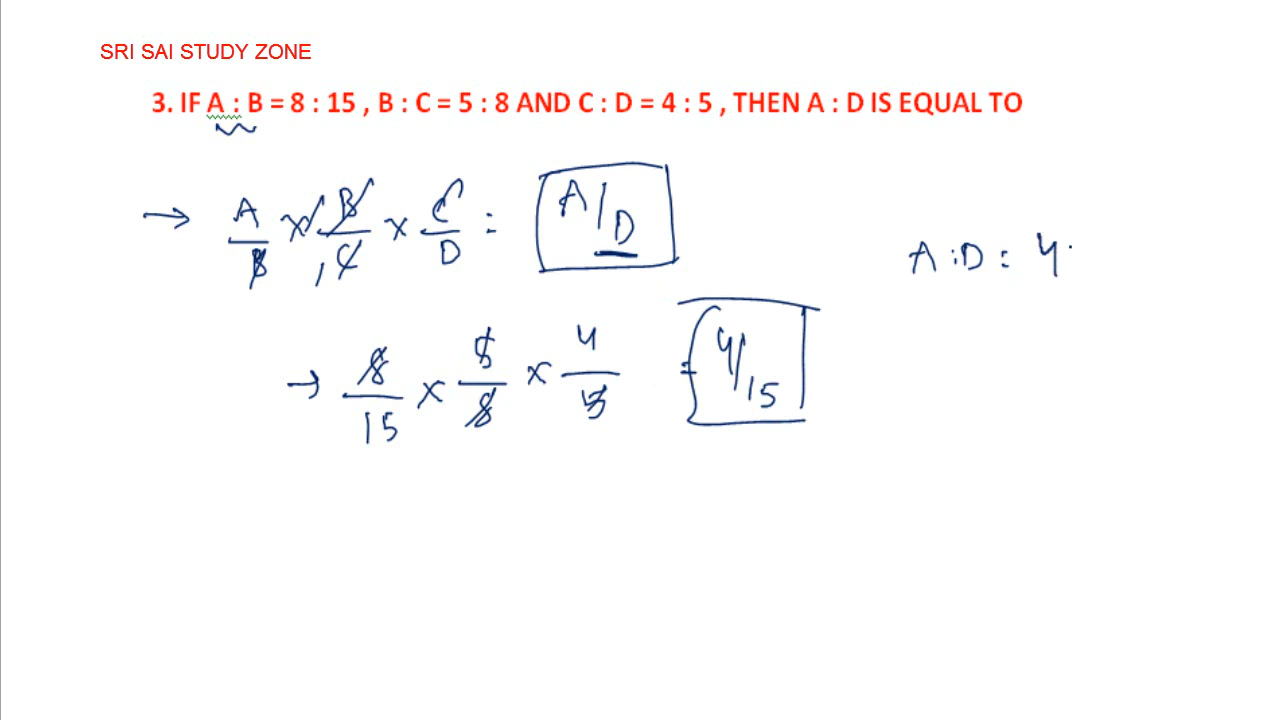 SRI SAI STUDY ZONE
3. IF A : B = 8 : 15 , B : C = 5 : 8 AND C : D = 4 : 5 , THEN A : D IS EQUAL TO
→ A/B × B/C × C/D = A/D
A : D = 4
→ 8/15 × 5/8 × 4/5 = 4/15